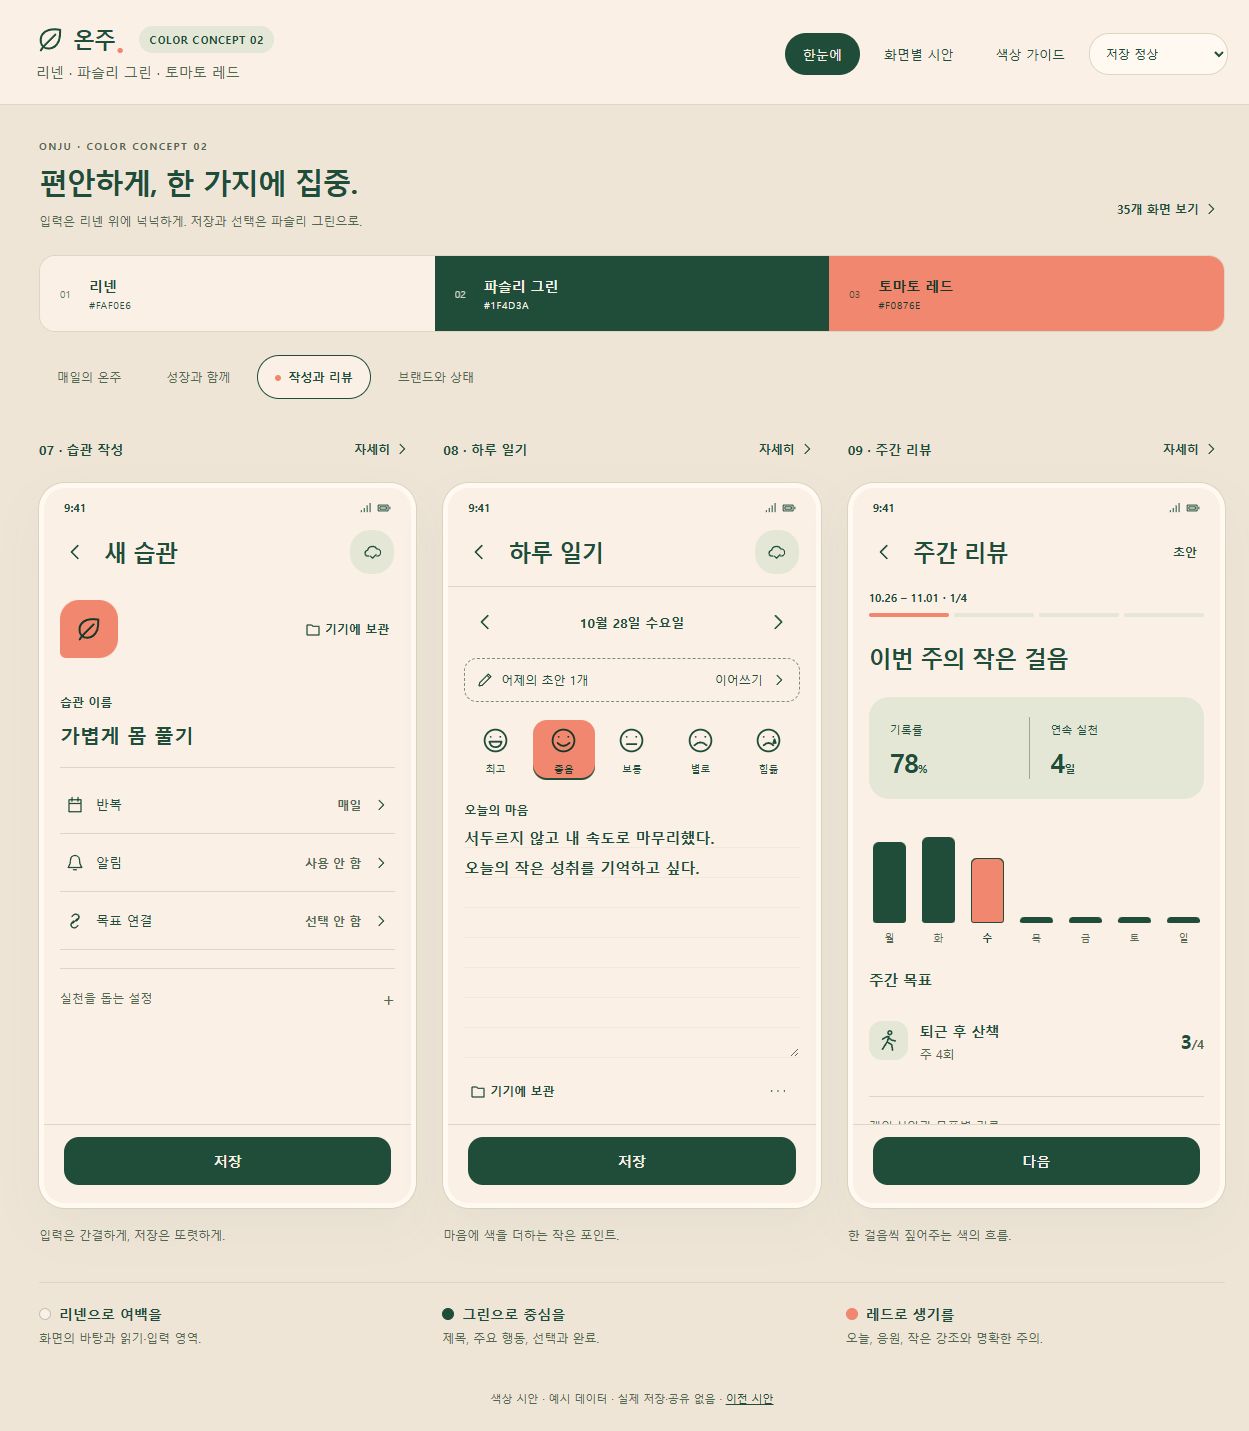 온주.
COLOR CONCEPT 02
리넨 · 파슬리 그린 · 토마토 레드
한눈에
화면별 시안
색상 가이드
저장 정상
ONJU · COLOR CONCEPT 02
편안하게, 한 가지에 집중.
입력은 리넨 위에 넉넉하게. 저장과 선택은 파슬리 그린으로.
35개 화면 보기
01
리넨
#FAF0E6
02
파슬리 그린
#1F4D3A
03
토마토 레드
#F0876E
매일의 온주
성장과 함께
작성과 리뷰
브랜드와 상태
07 · 습관 작성
자세히
9:41
새 습관
기기에 보관
습관 이름
가볍게 몸 풀기
반복
매일
알림
사용 안 함
목표 연결
선택 안 함
실천을 돕는 설정
+
저장
입력은 간결하게, 저장은 또렷하게.
08 · 하루 일기
자세히
9:41
하루 일기
10월 28일 수요일
어제의 초안 1개
이어쓰기
최고
좋음
보통
별로
힘듦
오늘의 마음
서두르지 않고 내 속도로 마무리했다.
오늘의 작은 성취를 기억하고 싶다.
기기에 보관
···
저장
마음에 색을 더하는 작은 포인트.
09 · 주간 리뷰
자세히
9:41
주간 리뷰
초안
10.26 – 11.01 · 1/4
이번 주의 작은 걸음
기록률
78%
연속 실천
4일
월
화
수
목
금
토
일
주간 목표
퇴근 후 산책
주 4회
3/4
다음
한 걸음씩 짚어주는 색의 흐름.
리넨으로 여백을
화면의 바탕과 읽기·입력 영역.
그린으로 중심을
제목, 주요 행동, 선택과 완료.
레드로 생기를
오늘, 응원, 작은 강조와 명확한 주의.
색상 시안 · 예시 데이터 · 실제 저장·공유 없음 · 이전 시안